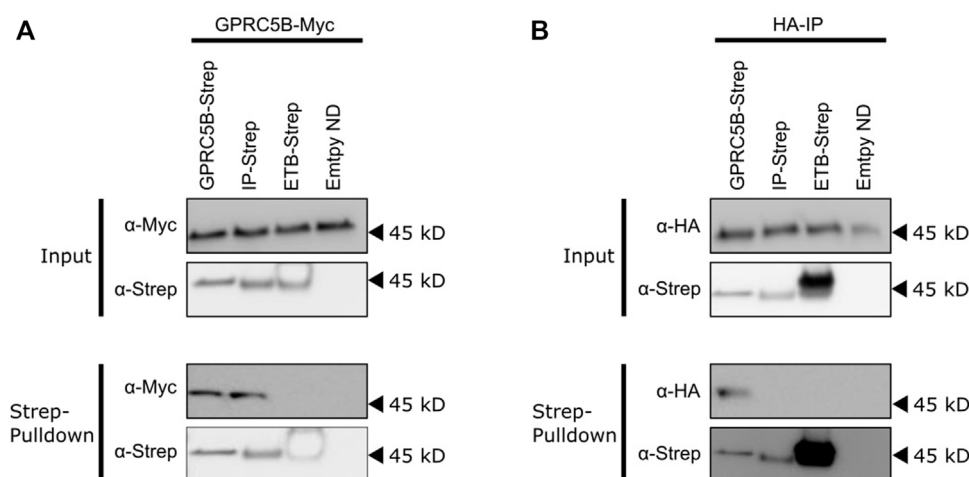 A
GPRC5B-Myc
GPRC5B-Strep
IP-Strep
ETB-Strep
Emtpy ND
Input
α-Myc
◄ 45 kD
α-Strep
◄ 45 kD
Strep-
Pulldown
α-Myc
◄ 45 kD
α-Strep
◄ 45 kD
B
HA-IP
GPRC5B-Strep
IP-Strep
ETB-Strep
Emtpy ND
Input
α-HA
◄ 45 kD
α-Strep
◄ 45 kD
Strep-
Pulldown
α-HA
◄ 45 kD
α-Strep
◄ 45 kD